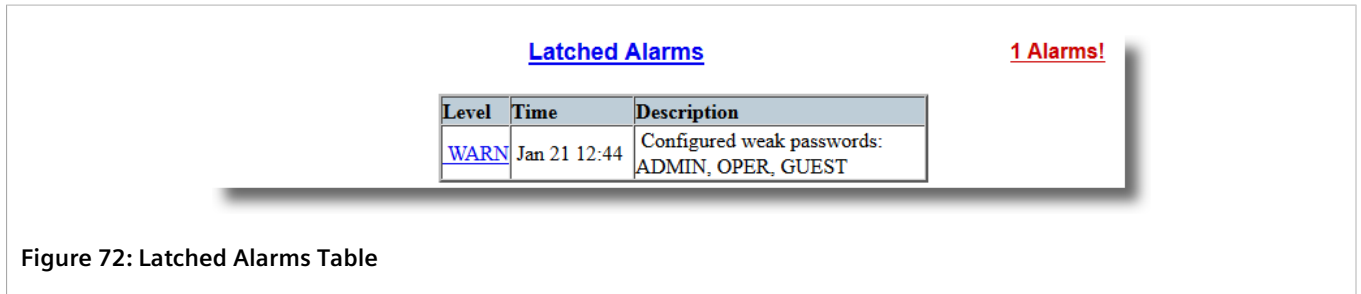 Latched Alarms
1 Alarms!
Level Time Description
WARN Jan 21 12:44 Configured weak passwords:
ADMIN, OPER, GUEST
Figure 72: Latched Alarms Table